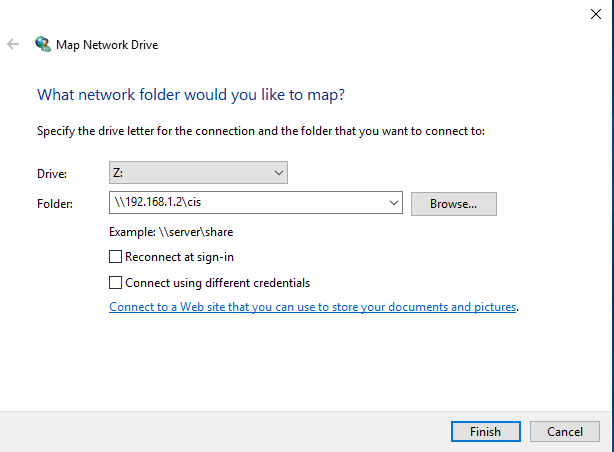 Map Network Drive
What network folder would you like to map?
Specify the drive letter for the connection and the folder that you want to connect to:
Drive: Z:
Folder: \\192.168.1.2\cis Browse...
Example: \\server\share
Reconnect at sign-in
Connect using different credentials
Connect to a Web site that you can use to store your documents and pictures.
Finish Cancel